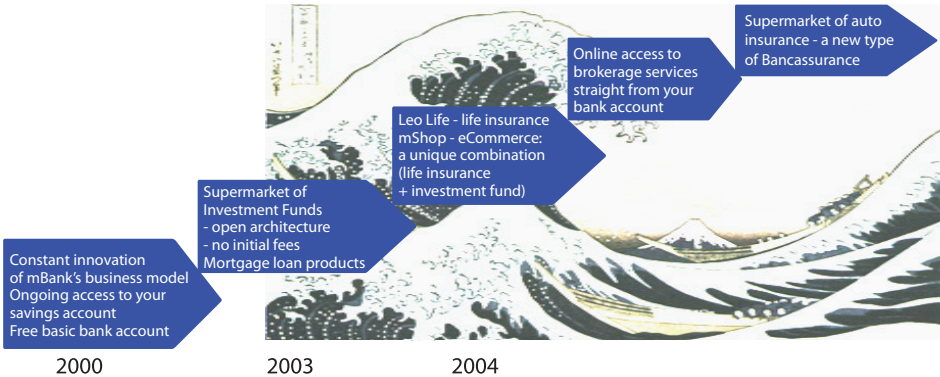 Constant innovation
of mBank's business model
Ongoing access to your
savings account
Free basic bank account
Supermarket of
Investment Funds
- open architecture
- no initial fees
Mortgage loan products
Leo Life - life insurance
mShop - eCommerce:
a unique combination
(life insurance
+ investment fund)
Online access to
brokerage services
straight from your
bank account
Supermarket of auto
insurance - a new type
of Bancassurance
2000
2003
2004